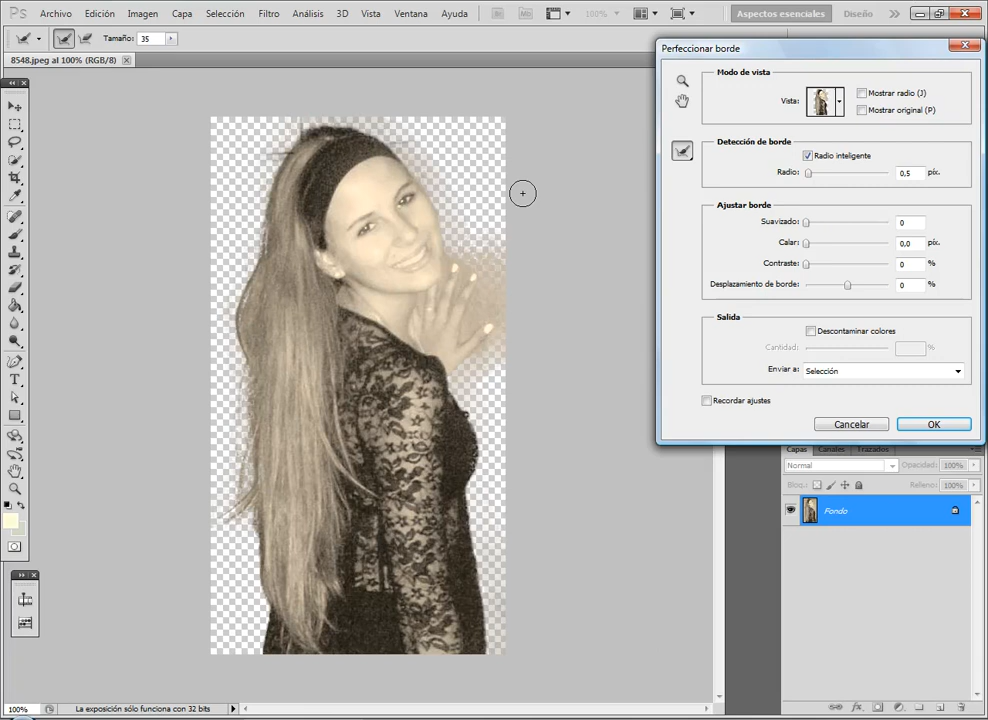 Ps Archivo Edición Imagen Capa Selección Filtro Análisis 3D Vista Ventana Ayuda Br Mb 100% Aspectos esenciales Diseño
Tamaño: 35
8548.jpeg al 100% (RGB/8)
Perfeccionar borde
Modo de vista
Vista:
Mostrar radio (J)
Mostrar original (P)
Detección de borde
Radio inteligente
Radio: 0,5 píx.
Ajustar borde
Suavizado: 0
Calar: 0,0 píx.
Contraste: 0 %
Desplazamiento de borde: 0 %
Salida
Descontaminar colores
Cantidad: %
Enviar a: Selección
Recordar ajustes
Cancelar OK
Capas Canales Trazados
Normal Opacidad: 100%
Bloq.: Relleno: 100%
Fondo
100% La exposición sólo funciona con 32 bits